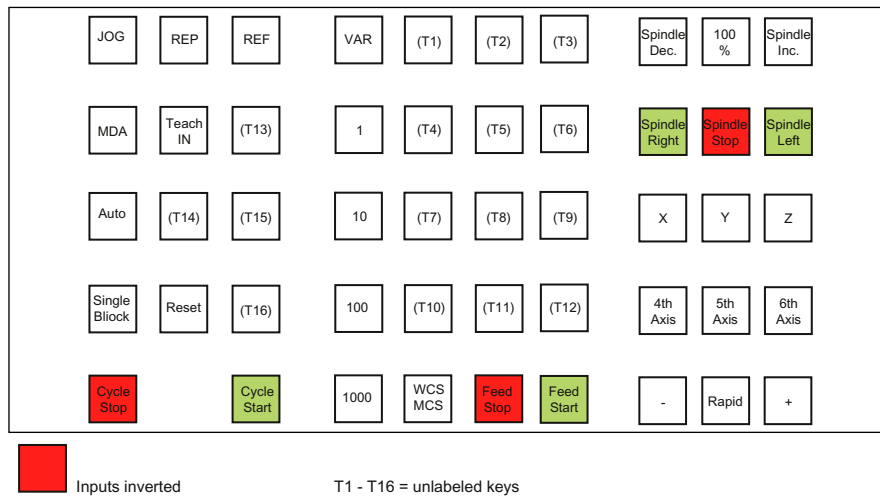 JOG
REP
REF
VAR
(T1)
(T2)
(T3)
Spindle
Dec.
100
%
Spindle
Inc.
MDA
Teach
IN
(T13)
1
(T4)
(T5)
(T6)
Spindle
Right
Spindle
Stop
Spindle
Left
Auto
(T14)
(T15)
10
(T7)
(T8)
(T9)
X
Y
Z
Single
Bliock
Reset
(T16)
100
(T10)
(T11)
(T12)
4th
Axis
5th
Axis
6th
Axis
Cycle
Stop
Cycle
Start
1000
WCS
MCS
Feed
Stop
Feed
Start
-
Rapid
+
Inputs inverted
T1 - T16 = unlabeled keys